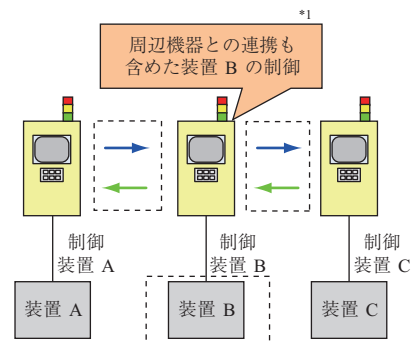 *1
周辺機器との連携も
含めた装置 B の制御
制御
装置 A
制御
装置 B
制御
装置 C
装置 A
装置 B
装置 C